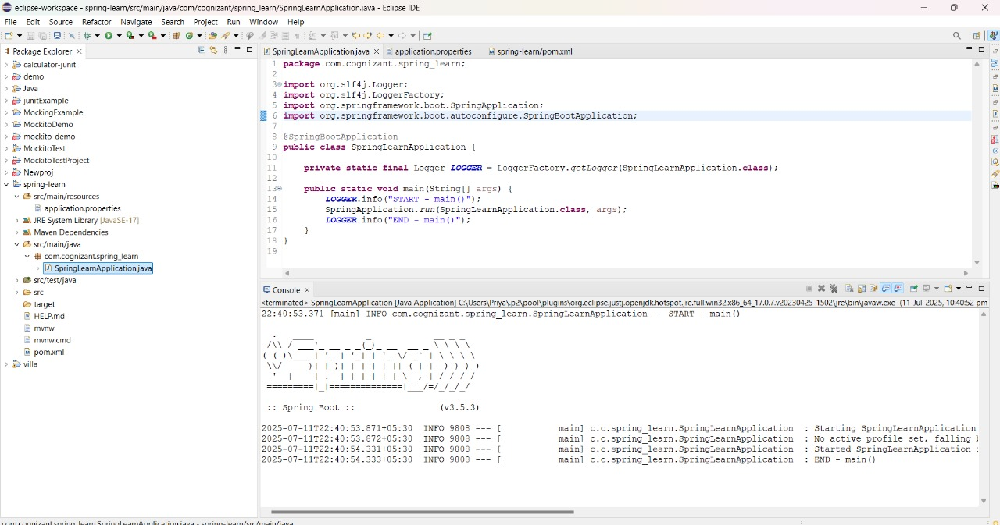 eclipse-workspace - spring-learn/src/main/java/com/cognizant/spring_learn/SpringLearnApplication.java - Eclipse IDE
File Edit Source Refactor Navigate Search Project Run Window Help
Package Explorer
calculator-junit
demo
Java
junitExample
MockingExample
MockitoDemo
mockito-demo
MockitoTest
MockitoTestProject
Newproj
spring-learn
src/main/resources
application.properties
JRE System Library [JavaSE-17]
Maven Dependencies
src/main/java
com.cognizant.spring_learn
SpringLearnApplication.java
src/test/java
src
target
HELP.md
mvnw
mvnw.cmd
pom.xml
villa
SpringLearnApplication.java application.properties spring-learn/pom.xml
1 package com.cognizant.spring_learn;
2
3 import org.slf4j.Logger;
4 import org.slf4j.LoggerFactory;
5 import org.springframework.boot.SpringApplication;
6 import org.springframework.boot.autoconfigure.SpringBootApplication;
7
8 @SpringBootApplication
9 public class SpringLearnApplication {
10
11 private static final Logger LOGGER = LoggerFactory.getLogger(SpringLearnApplication.class);
12
13 public static void main(String[] args) {
14 LOGGER.info("START - main()");
15 SpringApplication.run(SpringLearnApplication.class, args);
16 LOGGER.info("END - main()");
17 }
18 }
19
Console
<terminated> SpringLearnApplication [Java Application] C:\Users\Priya\.p2\pool\plugins\org.eclipse.justj.openjdk.hotspot.jre.full.win32.x86_64_17.0.7.v20230425-1502\jre\bin\javaw.exe (11-Jul-2025, 10:40:52 pm
22:40:53.371 [main] INFO com.cognizant.spring_learn.SpringLearnApplication -- START - main()
Spring
:: Spring Boot :: (v3.5.3)
2025-07-11T22:40:53.871+05:30 INFO 9808 --- [ main] c.c.spring_learn.SpringLearnApplication : Starting SpringLearnApplication
2025-07-11T22:40:53.872+05:30 INFO 9808 --- [ main] c.c.spring_learn.SpringLearnApplication : No active profile set, falling
2025-07-11T22:40:54.331+05:30 INFO 9808 --- [ main] c.c.spring_learn.SpringLearnApplication : Started SpringLearnApplication
2025-07-11T22:40:54.333+05:30 INFO 9808 --- [ main] c.c.spring_learn.SpringLearnApplication : END - main()
com.cognizant.spring_learn.SpringLearnApplication.java - spring-learn/src/main/java